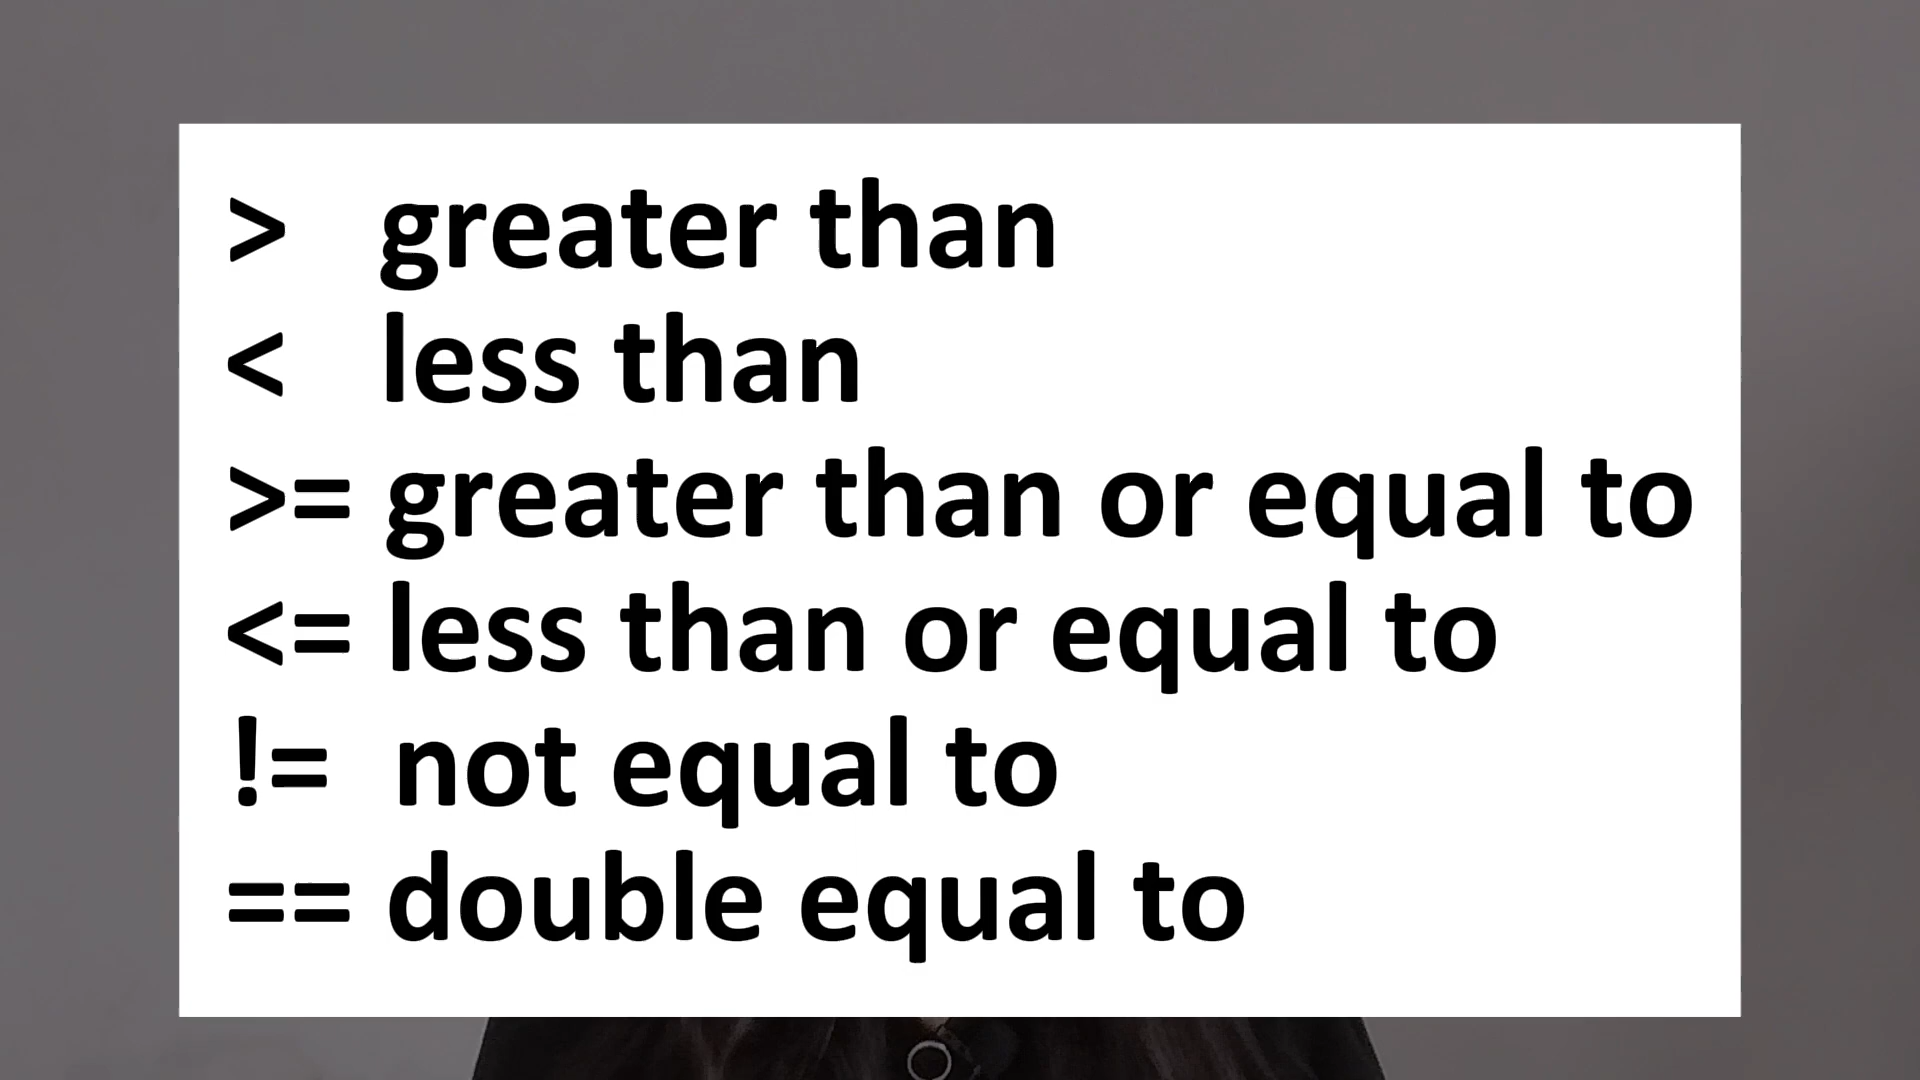 > greater than
< less than
>= greater than or equal to
<= less than or equal to
!= not equal to
== double equal to